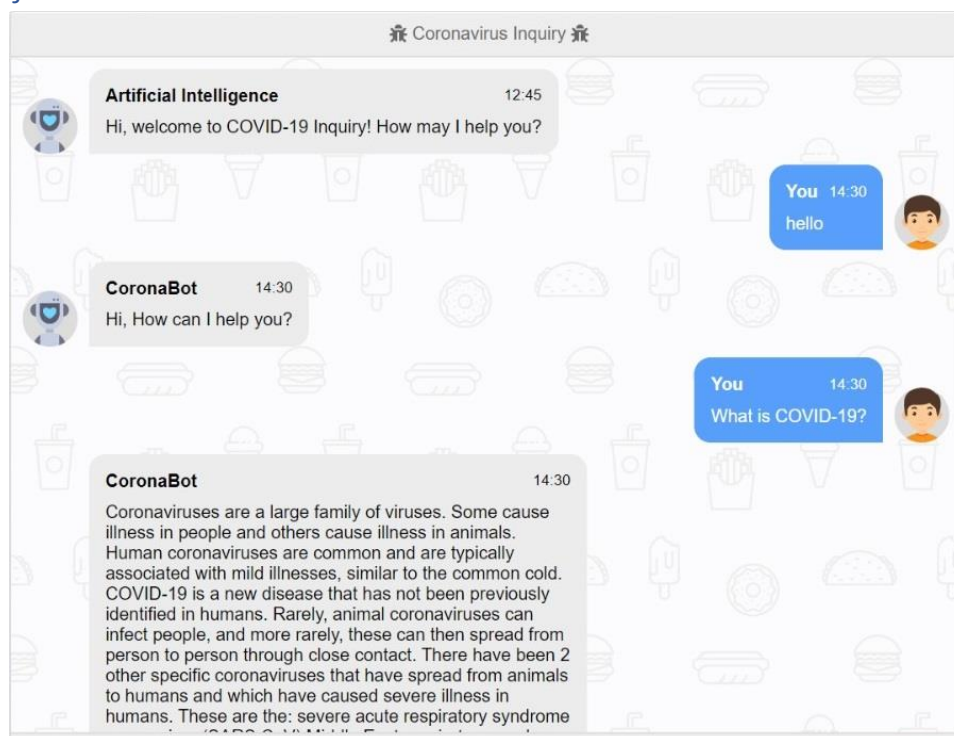 Coronavirus Inquiry
Artificial Intelligence 12:45
Hi, welcome to COVID-19 Inquiry! How may I help you?
You 14:30
hello
CoronaBot 14:30
Hi, How can I help you?
You 14:30
What is COVID-19?
CoronaBot 14:30
Coronaviruses are a large family of viruses. Some cause
illness in people and others cause illness in animals.
Human coronaviruses are common and are typically
associated with mild illnesses, similar to the common cold.
COVID-19 is a new disease that has not been previously
identified in humans. Rarely, animal coronaviruses can
infect people, and more rarely, these can then spread from
person to person through close contact. There have been 2
other specific coronaviruses that have spread from animals
to humans and which have caused severe illness in
humans. These are the: severe acute respiratory syndrome